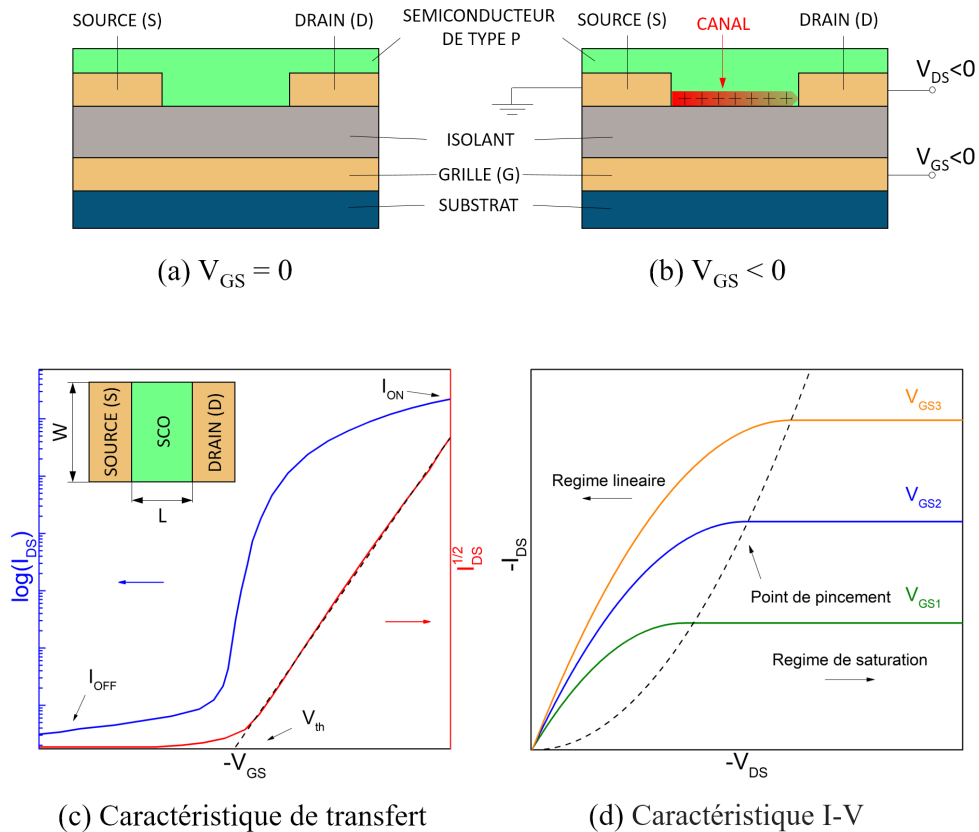 SOURCE (S)
DRAIN (D)
SEMICONDUCTEUR
DE TYPE P
SOURCE (S)
CANAL
DRAIN (D)
V_DS<0
ISOLANT
V_GS<0
GRILLE (G)
SUBSTRAT
(a) V_GS = 0
(b) V_GS < 0
I_ON
SOURCE (S)
SCO
DRAIN (D)
W
L
log(I_DS)
I_DS^1/2
I_OFF
V_th
-V_GS
(c) Caractéristique de transfert
V_GS3
Regime lineaire
V_GS2
-I_DS
Point de pincement
V_GS1
Regime de saturation
-V_DS
(d) Caractéristique I-V